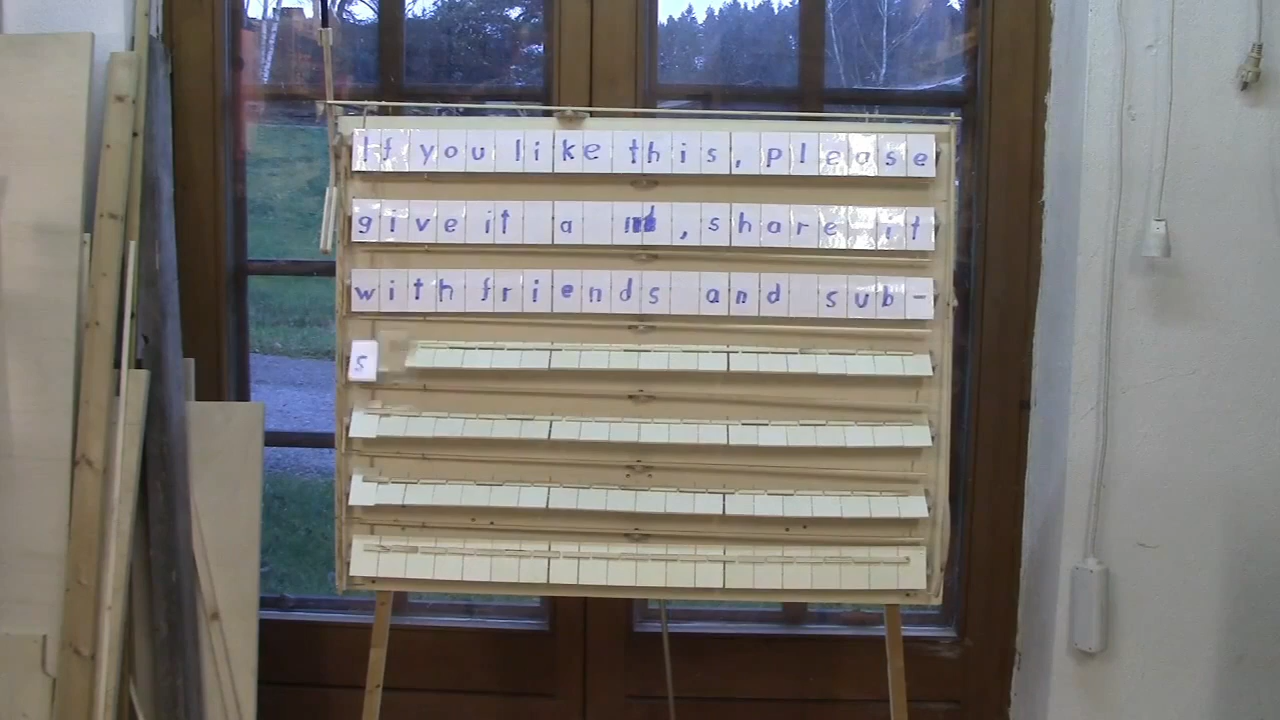 If you like this, please
give it a , share it
with friends and sub-
s